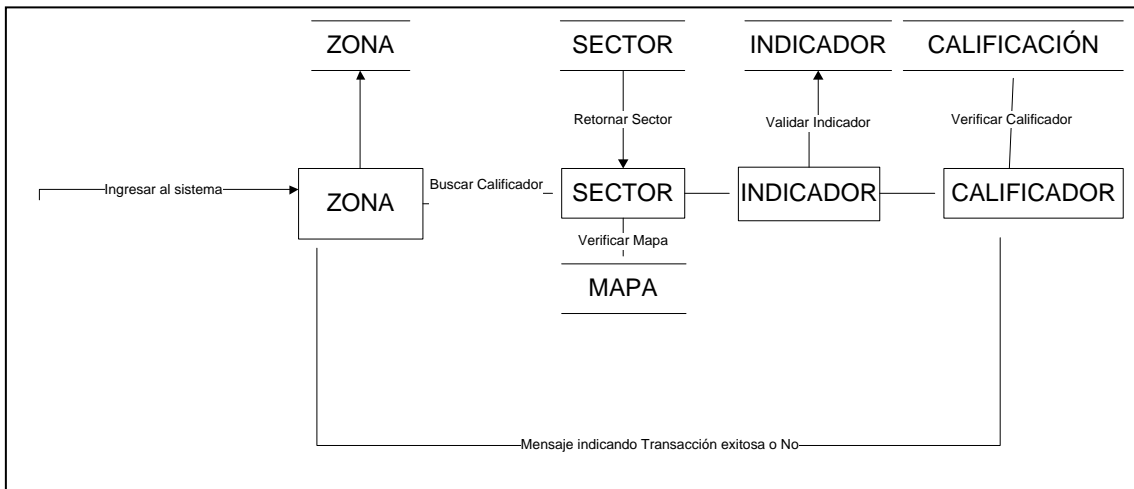 ZONA
SECTOR
INDICADOR
CALIFICACIÓN
Retornar Sector
Validar Indicador
Verificar Calificador
Ingresar al sistema
ZONA
Buscar Calificador
SECTOR
INDICADOR
CALIFICADOR
Verificar Mapa
MAPA
Mensaje indicando Transacción exitosa o No